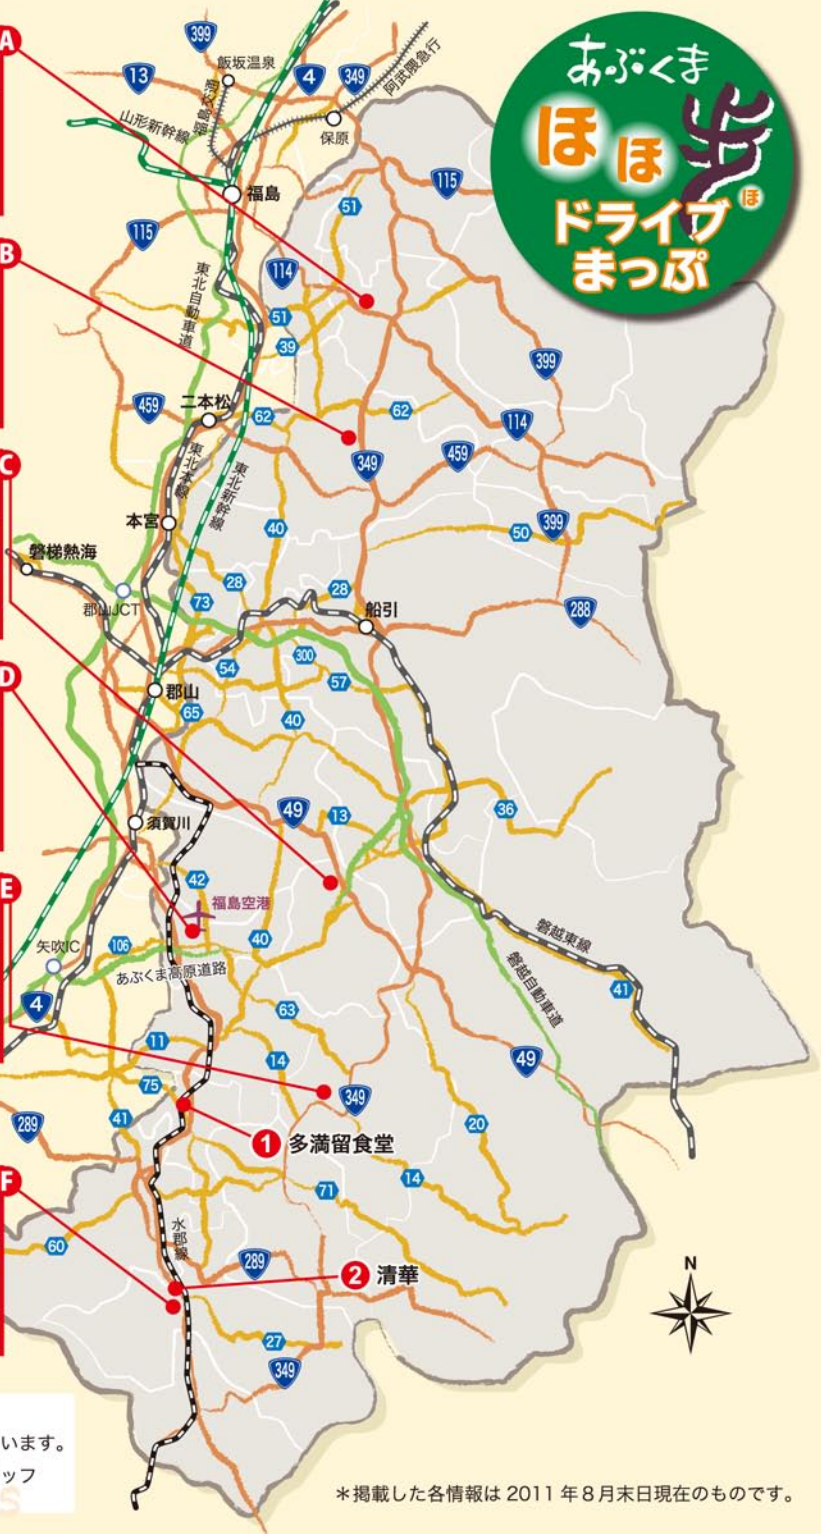 あぶくま
ほ ほ 歩
ほ
ドライブ
まっぷ
A
399
飯坂温泉
13
4
349
福島交通
阿武隈急行
山形新幹線
保原
115
福島
51
115
B
114
東北自動車道
51
39
399
459
二本松
62
62
114
C
349
459
東北本線
東北新幹線
本宮
40
50
399
磐梯熱海
28
28
郡山JCT
73
船引
288
54
300
D
57
郡山
65
40
49
13
36
須賀川
42
E
福島空港
矢吹IC
106
40
磐越東線
あぶくま高原道路
磐越自動車道
4
41
63
11
14
49
75
349
289
41
20
1 多満留食堂
F
14
71
水郡線
60
289
N
2 清華
27
349
います。
ッフ
S
＊掲載した各情報は 2011 年8月末日現在のものです。